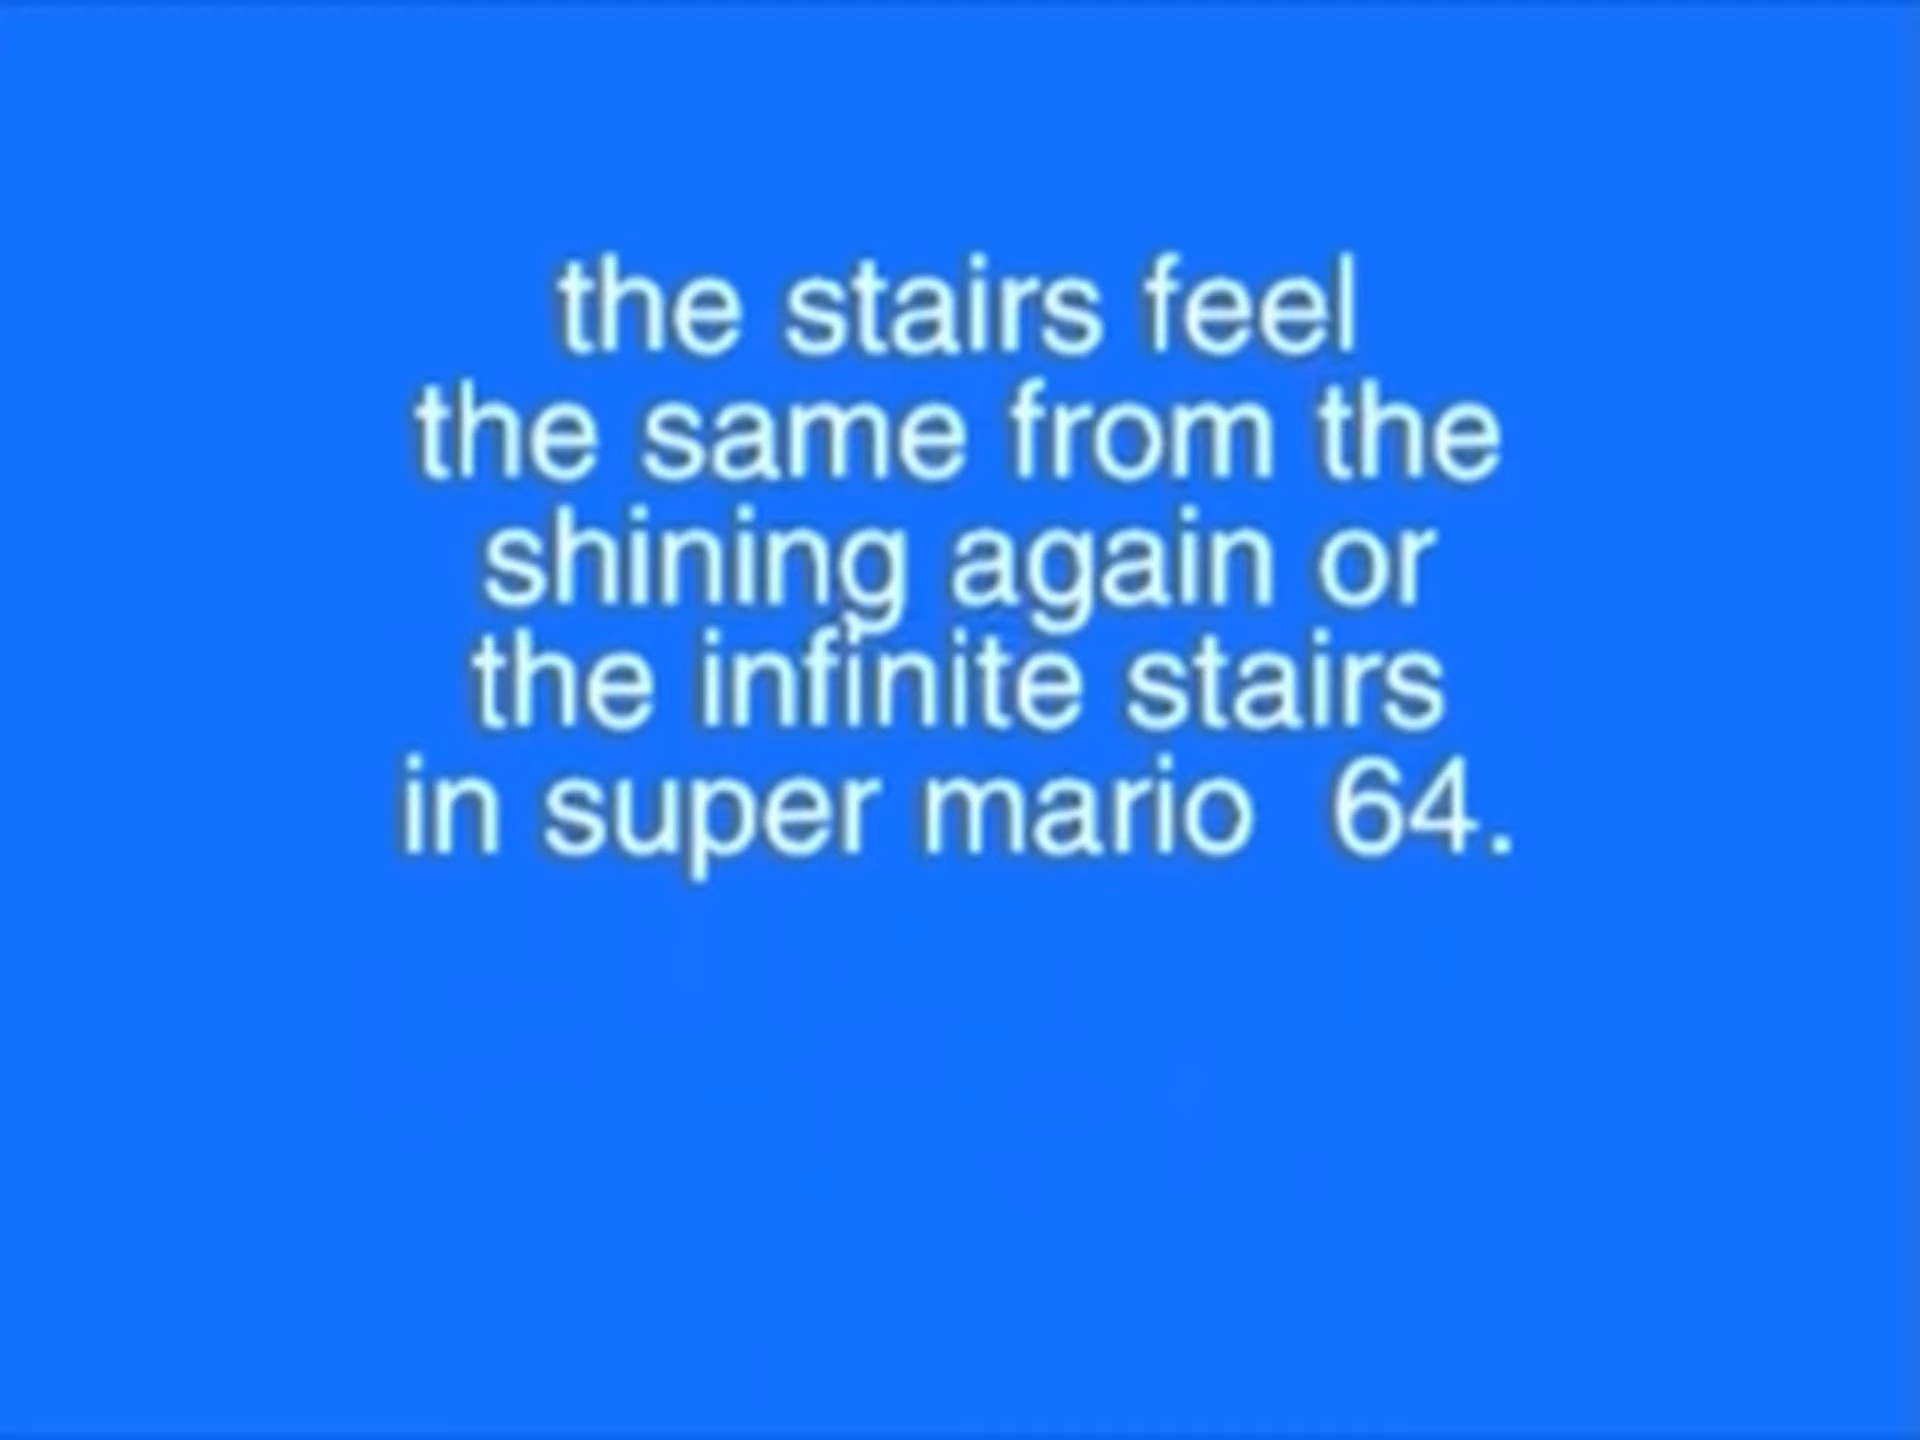 the stairs feel
the same from the
shining again or
the infinite stairs
in super mario  64.